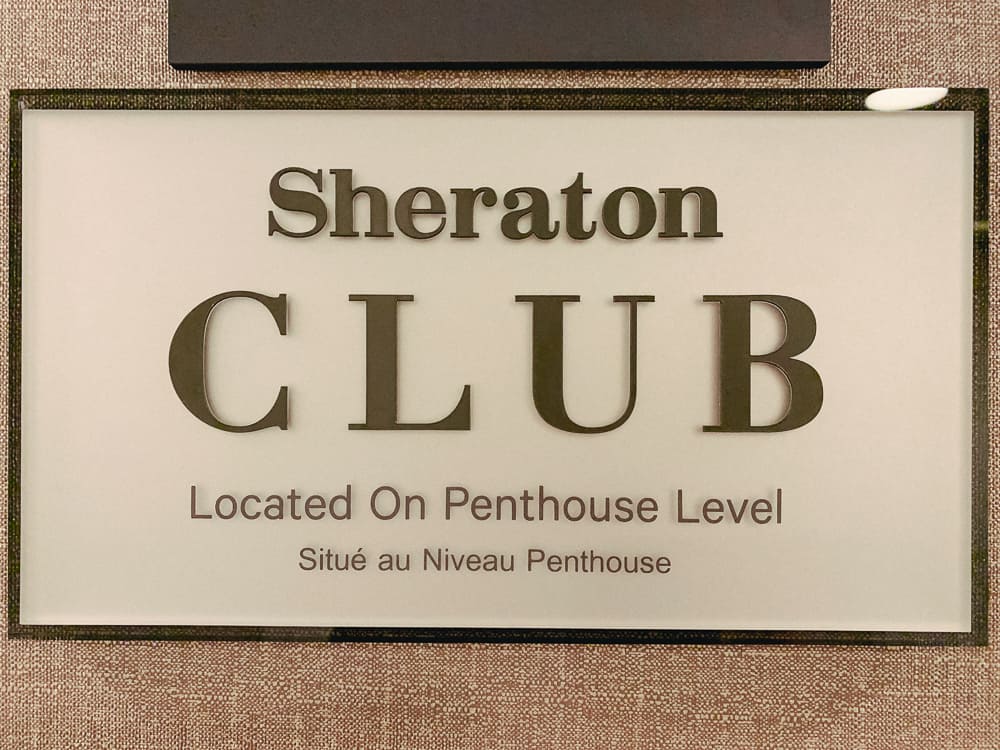 Sheraton
CLUB
Located On Penthouse Level
Situé au Niveau Penthouse